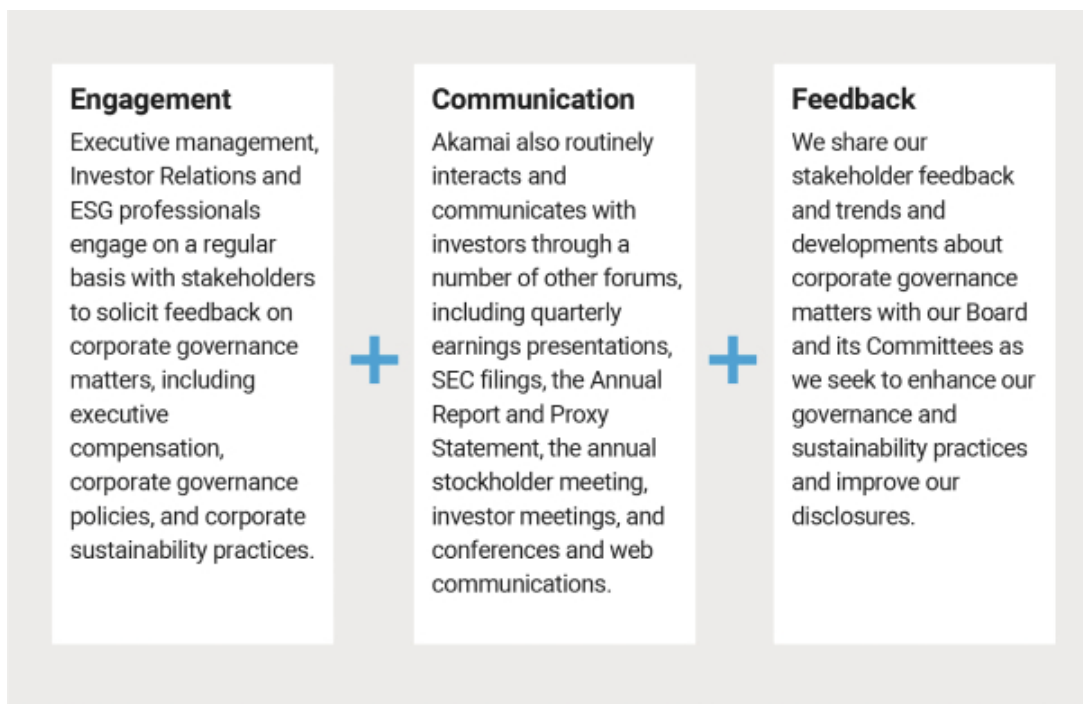 Engagement
Executive management,
Investor Relations and
ESG professionals
engage on a regular
basis with stakeholders
to solicit feedback on
corporate governance
matters, including
executive
compensation,
corporate governance
policies, and corporate
sustainability practices.
+
Communication
Akamai also routinely
interacts and
communicates with
investors through a
number of other forums,
including quarterly
earnings presentations,
SEC filings, the Annual
Report and Proxy
Statement, the annual
stockholder meeting,
investor meetings, and
conferences and web
communications.
+
Feedback
We share our
stakeholder feedback
and trends and
developments about
corporate governance
matters with our Board
and its Committees as
we seek to enhance our
governance and
sustainability practices
and improve our
disclosures.